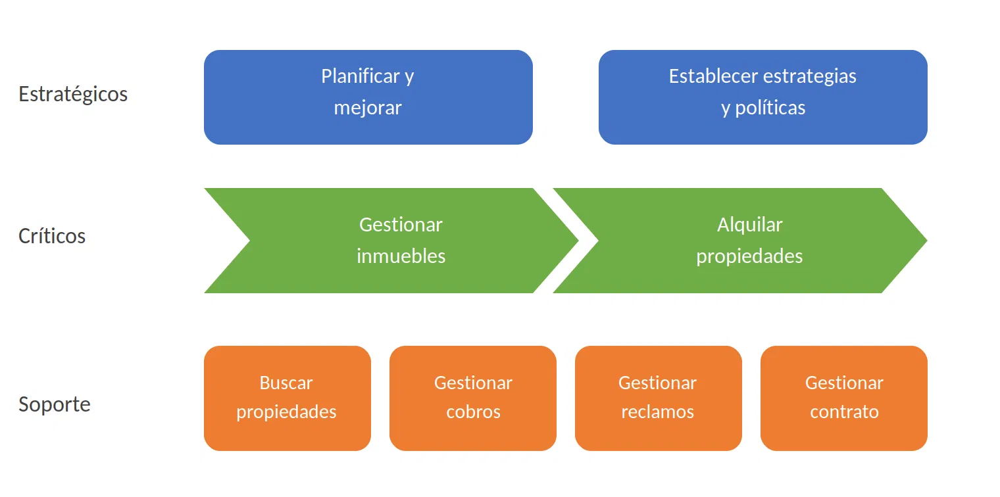 Estratégicos
Planificar y
mejorar
Establecer estrategias
y políticas
Críticos
Gestionar
inmuebles
Alquilar
propiedades
Soporte
Buscar
propiedades
Gestionar
cobros
Gestionar
reclamos
Gestionar
contrato